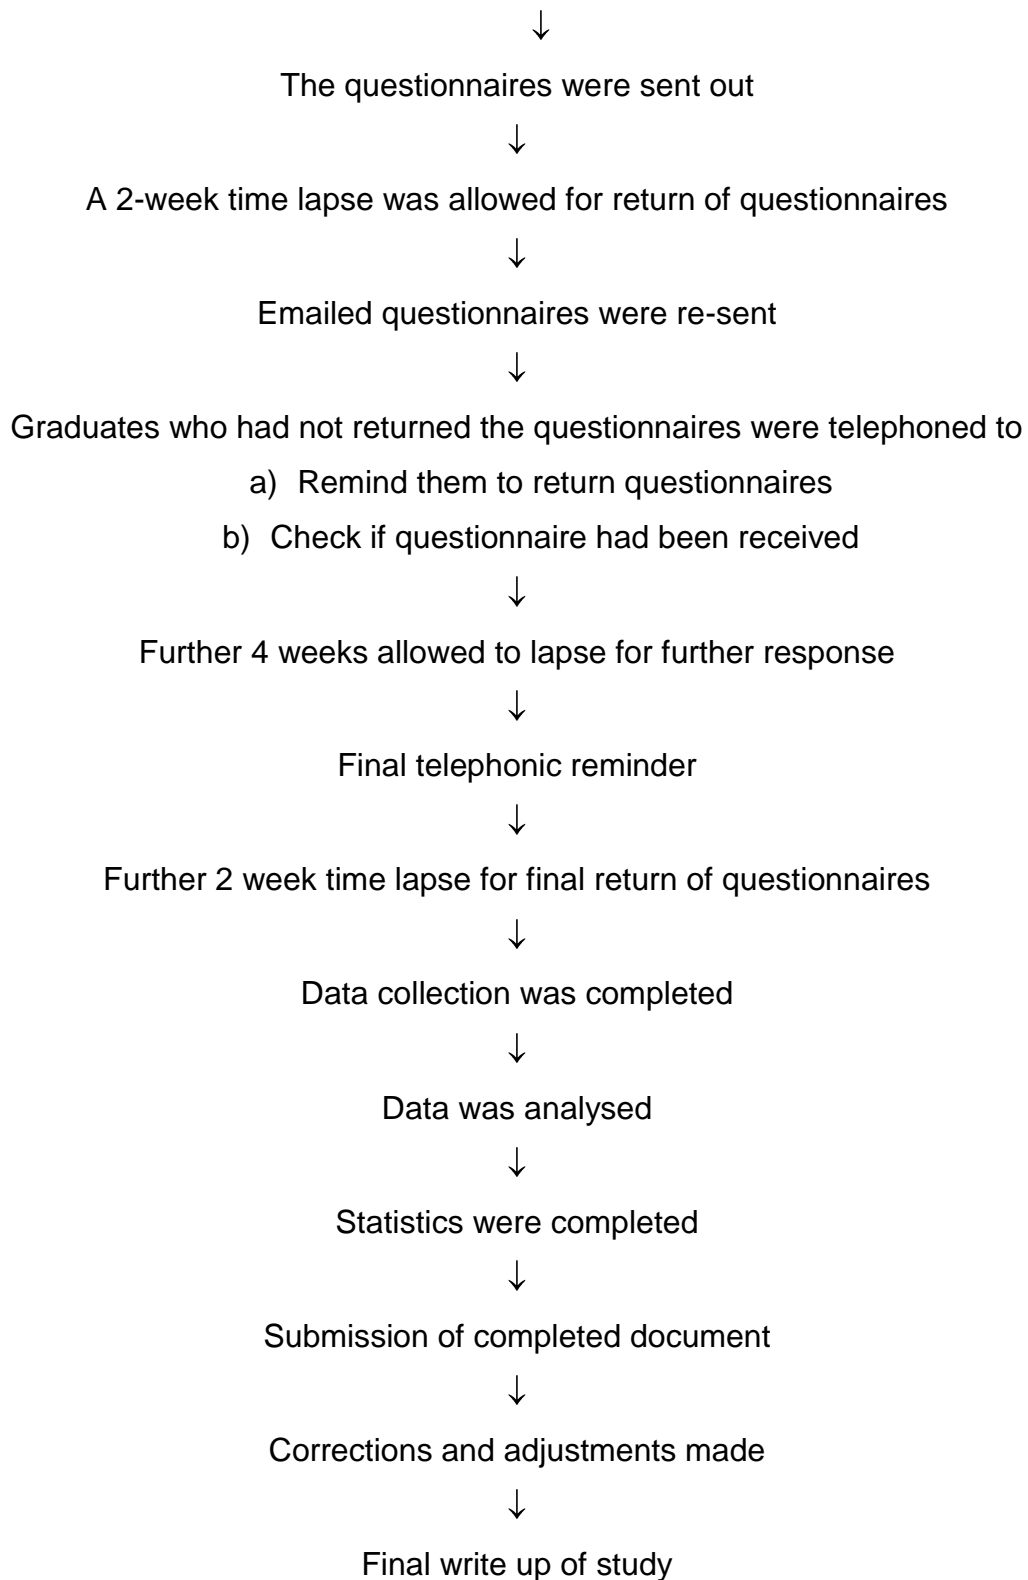 ↓
The questionnaires were sent out
↓
A 2-week time lapse was allowed for return of questionnaires
↓
Emailed questionnaires were re-sent
↓
Graduates who had not returned the questionnaires were telephoned to
a) Remind them to return questionnaires
b) Check if questionnaire had been received
↓
Further 4 weeks allowed to lapse for further response
↓
Final telephonic reminder
↓
Further 2 week time lapse for final return of questionnaires
↓
Data collection was completed
↓
Data was analysed
↓
Statistics were completed
↓
Submission of completed document
↓
Corrections and adjustments made
↓
Final write up of study